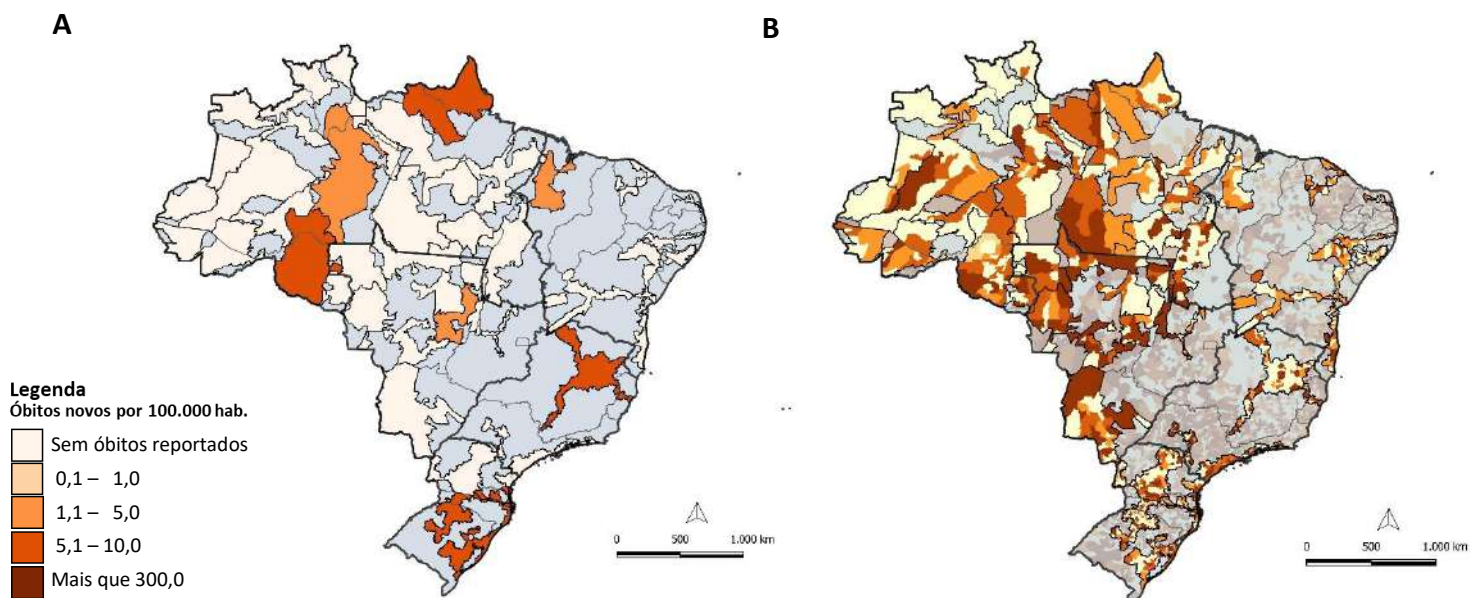 A
B
Legenda
Óbitos novos por 100.000 hab.
Sem óbitos reportados
0,1 – 1,0
1,1 – 5,0
5,1 – 10,0
Mais que 300,0
0 500 1.000 km
0 500 1.000 km